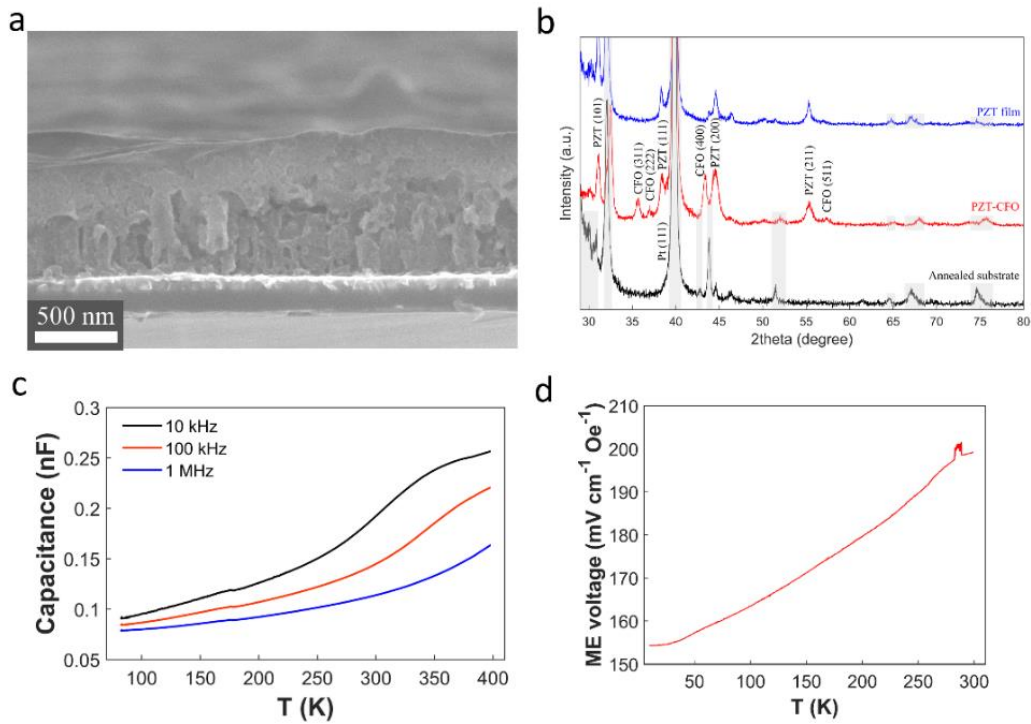 a
500 nm
b
Intensity (a.u.)
PZT (101)
CFO (311)
CFO (222)
PZT (111)
Pt (111)
CFO (400)
PZT (200)
PZT (211)
CFO (511)
PZT film
PZT-CFO
Annealed substrate
30 35 40 45 50 55 60 65 70 75 80
2theta (degree)
c
Capacitance (nF)
0.3
0.25
0.2
0.15
0.1
0.05
10 kHz
100 kHz
1 MHz
100 150 200 250 300 350 400
T (K)
d
ME voltage (mV cm⁻¹ Oe⁻¹)
210
200
190
180
170
160
150
50 100 150 200 250 300
T (K)